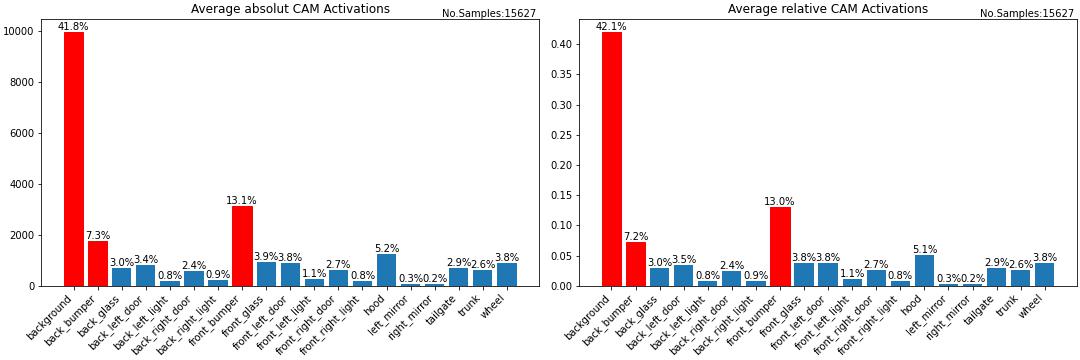 Average absolut CAM Activations
No.Samples:15627
10000
8000
6000
4000
2000
0
41.8%
7.3%
3.0%
3.4%
0.8%
2.4%
0.9%
13.1%
3.9%
3.8%
1.1%
2.7%
0.8%
5.2%
0.3%
0.2%
2.9%
2.6%
3.8%
background
back_bumper
back_glass
back_left_door
back_left_light
back_right_door
back_right_light
front_bumper
front_glass
front_left_door
front_left_light
front_right_door
front_right_light
hood
left_mirror
right_mirror
tailgate
trunk
wheel
Average relative CAM Activations
No.Samples:15627
0.40
0.35
0.30
0.25
0.20
0.15
0.10
0.05
0.00
42.1%
7.2%
3.0%
3.5%
0.8%
2.4%
0.9%
13.0%
3.8%
3.8%
1.1%
2.7%
0.8%
5.1%
0.3%
0.2%
2.9%
2.6%
3.8%
background
back_bumper
back_glass
back_left_door
back_left_light
back_right_door
back_right_light
front_bumper
front_glass
front_left_door
front_left_light
front_right_door
front_right_light
hood
left_mirror
right_mirror
tailgate
trunk
wheel